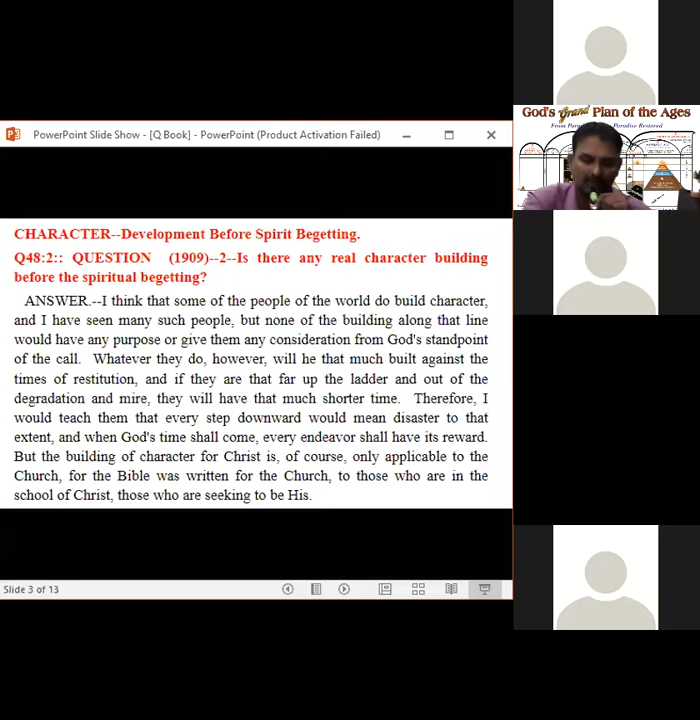 PowerPoint Slide Show - [Q Book] - PowerPoint (Product Activation Failed)
God's Grand Plan of the Ages
CHARACTER--Development Before Spirit Begetting.
Q48:2:: QUESTION (1909)--2--Is there any real character building
before the spiritual begetting?
ANSWER.--I think that some of the people of the world do build character,
and I have seen many such people, but none of the building along that line
would have any purpose or give them any consideration from God's standpoint
of the call. Whatever they do, however, will he that much built against the
times of restitution, and if they are that far up the ladder and out of the
degradation and mire, they will have that much shorter time. Therefore, I
would teach them that every step downward would mean disaster to that
extent, and when God's time shall come, every endeavor shall have its reward.
But the building of character for Christ is, of course, only applicable to the
Church, for the Bible was written for the Church, to those who are in the
school of Christ, those who are seeking to be His.
Slide 3 of 13